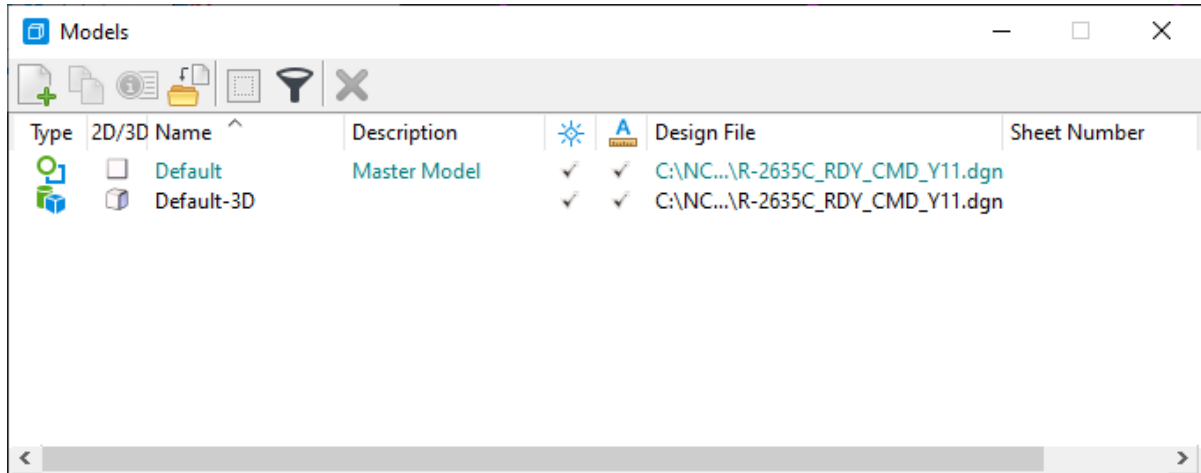 Models
Type 2D/3D Name Description Design File Sheet Number
Default Master Model C:\NC...\R-2635C_RDY_CMD_Y11.dgn
Default-3D C:\NC...\R-2635C_RDY_CMD_Y11.dgn